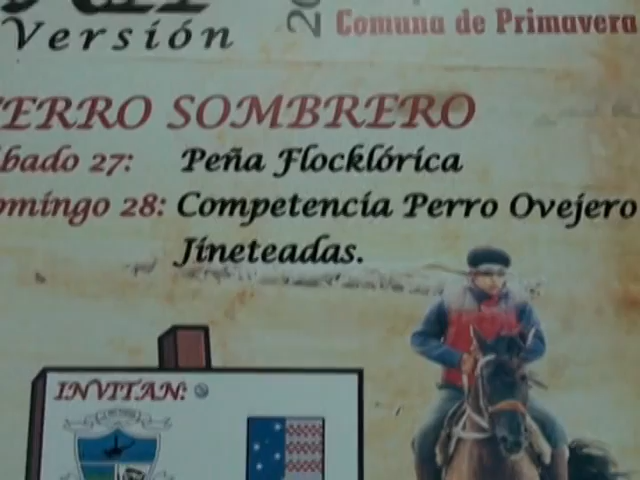 Versión
Comuna de Primavera
ERRO SOMBRERO
bado 27: Peña Flocklórica
omingo 28: Competencia Perro Ovejero
Jineteadas.
INVITAN: